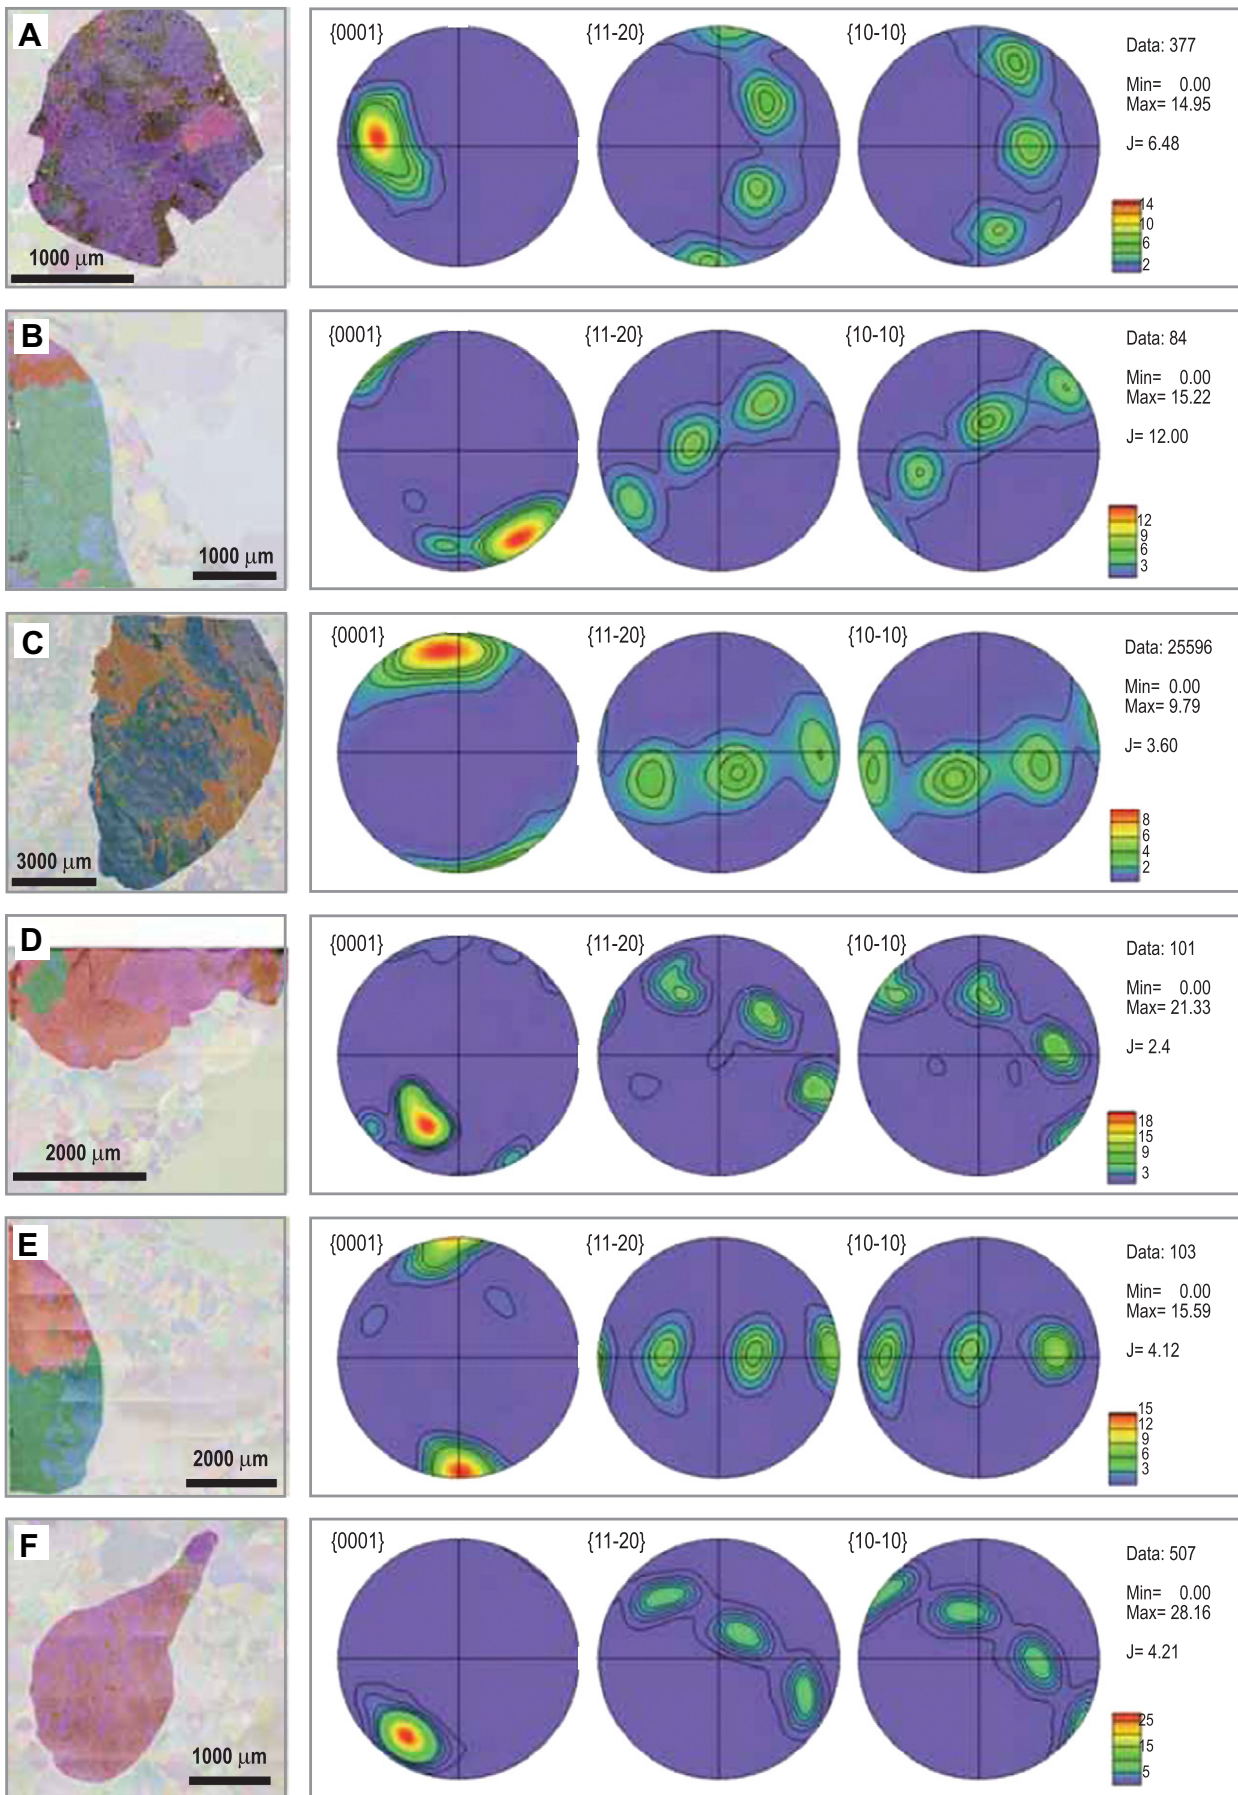 A
1000 μm
{0001}
{11-20}
{10-10}
Data: 377
Min= 0.00
Max= 14.95
J= 6.48
14
10
6
2
B
1000 μm
{0001}
{11-20}
{10-10}
Data: 84
Min= 0.00
Max= 15.22
J= 12.00
12
9
6
3
C
3000 μm
{0001}
{11-20}
{10-10}
Data: 25596
Min= 0.00
Max= 9.79
J= 3.60
8
6
4
2
D
2000 μm
{0001}
{11-20}
{10-10}
Data: 101
Min= 0.00
Max= 21.33
J= 2.4
18
15
9
3
E
2000 μm
{0001}
{11-20}
{10-10}
Data: 103
Min= 0.00
Max= 15.59
J= 4.12
15
12
9
6
3
F
1000 μm
{0001}
{11-20}
{10-10}
Data: 507
Min= 0.00
Max= 28.16
J= 4.21
25
15
5